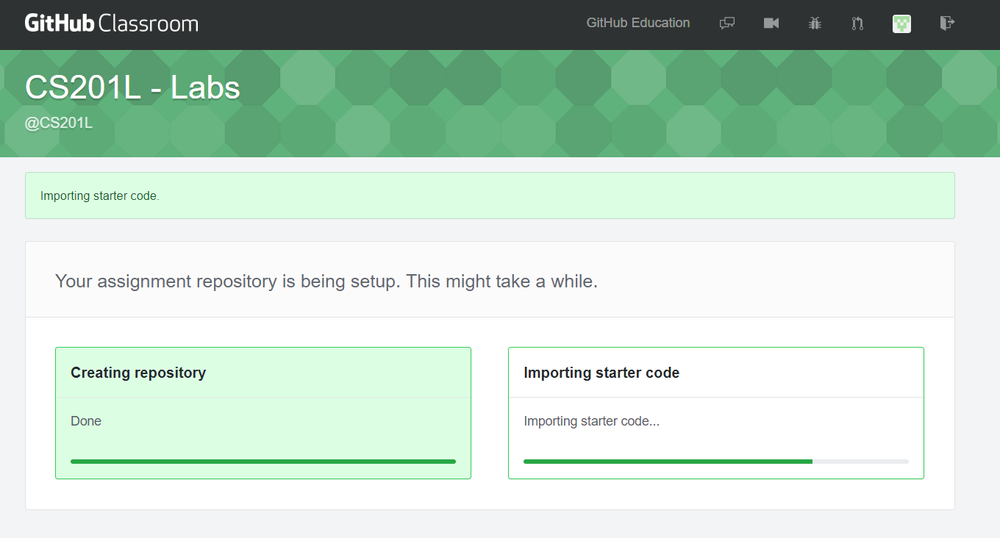 GitHub Classroom
GitHub Education
CS201L - Labs
@CS201L
Importing starter code.
Your assignment repository is being setup. This might take a while.
Creating repository
Done
Importing starter code
Importing starter code...